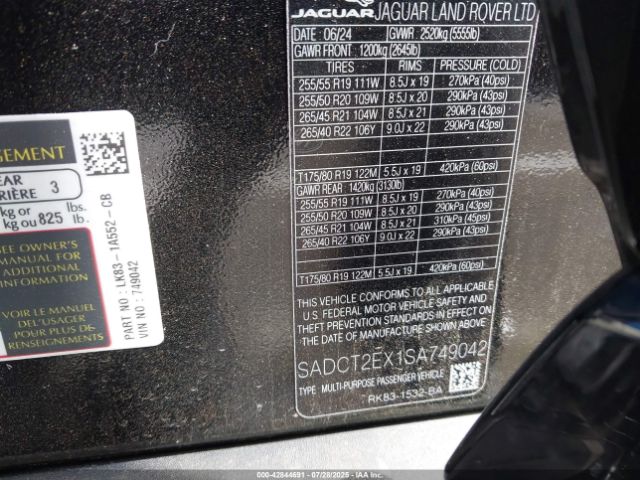 JAGUAR JAGUAR LAND ROVER LTD
DATE : 06/24 GVWR : 2520kg (5555lb)
GAWR FRONT : 1200kg (2645lb)
TIRES RIMS PRESSURE (COLD)
255/55 R19 111W 8.5J x 19 270kPa (40psi)
255/50 R20 109W 8.5J x 20 290kPa (43psi)
265/45 R21 104W 8.5J x 21 290kPa (43psi)
265/40 R22 106Y 9.0J x 22 290kPa (43psi)
T175/80 R19 122M 5.5J x 19 420kPa (60psi)
GAWR REAR : 1420kg (3130lb)
255/55 R19 111W 8.5J x 19 270kPa (40psi)
255/50 R20 109W 8.5J x 20 290kPa (43psi)
265/45 R21 104W 8.5J x 21 310kPa (45psi)
265/40 R22 106Y 9.0J x 22 290kPa (43psi)
T175/80 R19 122M 5.5J x 19 420kPa (60psi)
THIS VEHICLE CONFORMS TO ALL APPLICABLE
U.S. FEDERAL MOTOR VEHICLE SAFETY AND
THEFT PREVENTION STANDARDS IN EFFECT ON
THE DATE OF MANUFACTURE SHOWN ABOVE
SADCT2EX1SA749042
TYPE: MULTI-PURPOSE PASSENGER VEHICLE
RK83-1532-BA
GEMENT
EAR
RIÈRE 3
kg or lbs.
kg ou 825 lb.
SEE OWNER'S
MANUAL FOR
ADDITIONAL
INFORMATION
VOIR LE MANUEL
DE L'USAGER
POUR PLUS DE
RENSEIGNEMENTS
PART NO : LK83-1A552-CB
VIN NO : 749042
000-42844691 - 07/28/2025 - IAAI.com